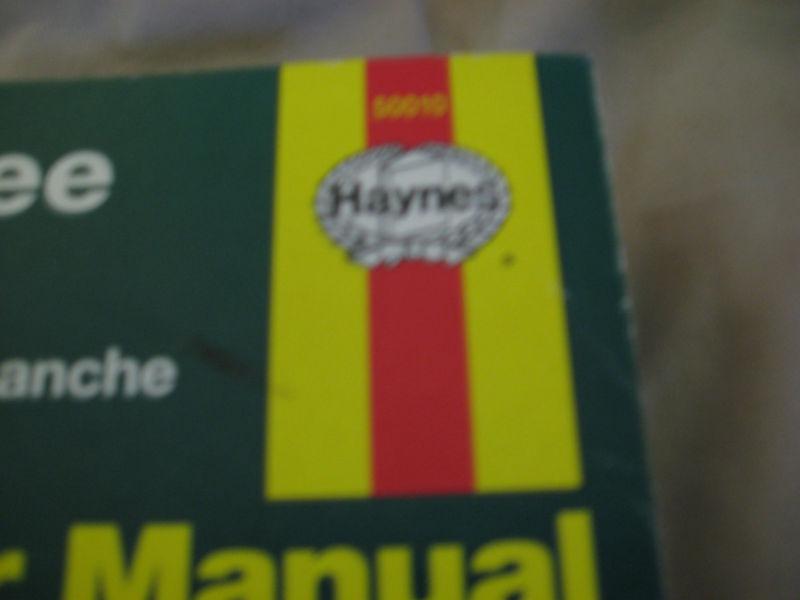 50010
ee
Haynes
anche
r Manual